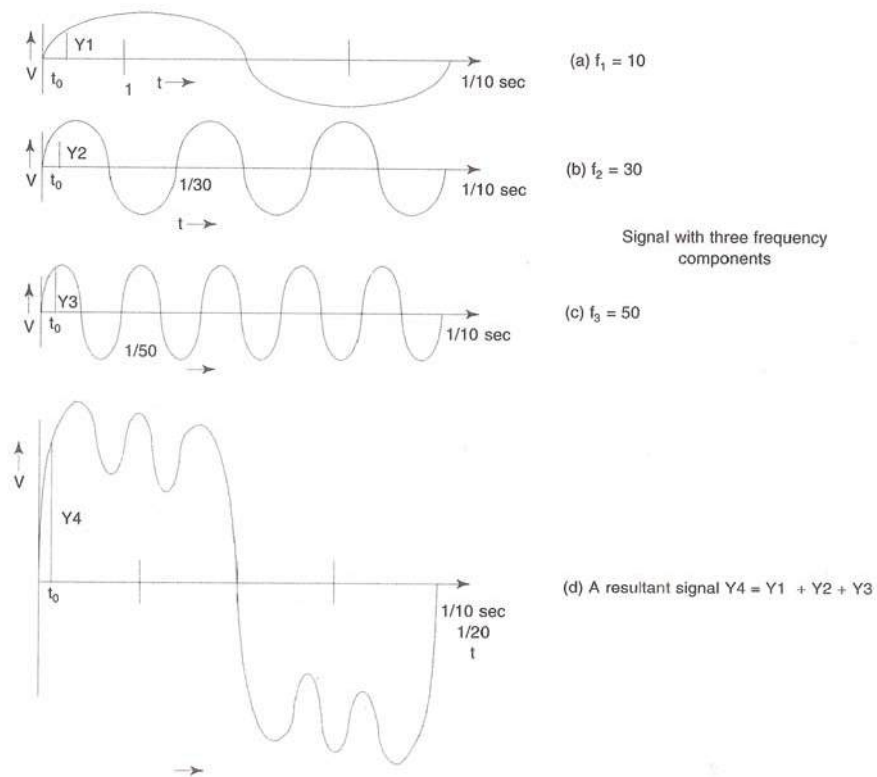 Y1
V
t₀
1
t
1/10 sec
(a) f₁ = 10
Y2
V
t₀
1/30
t
1/10 sec
(b) f₂ = 30
Signal with three frequency
components
Y3
V
t₀
1/50
1/10 sec
(c) f₃ = 50
V
Y4
t₀
1/10 sec
1/20
t
(d) A resultant signal Y4 = Y1 + Y2 + Y3